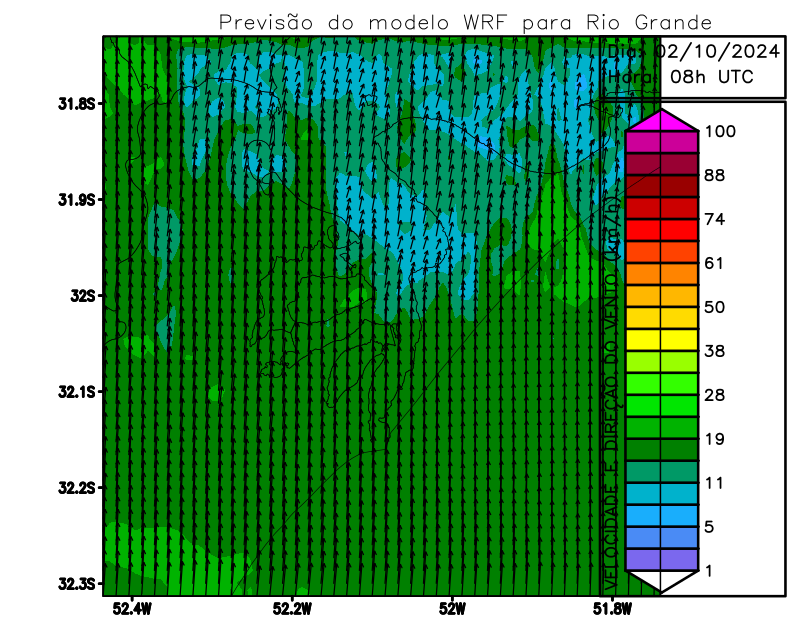 Previsão do modelo WRF para Rio Grande
Dia: 02/10/2024
Hora: 08h UTC
31.8S
31.9S
32S
32.1S
32.2S
32.3S
52.4W
52.2W
52W
51.8W
VELOCIDADE E DIREÇÃO DO VENTO (km/h)
100
88
74
61
50
38
28
19
11
5
1